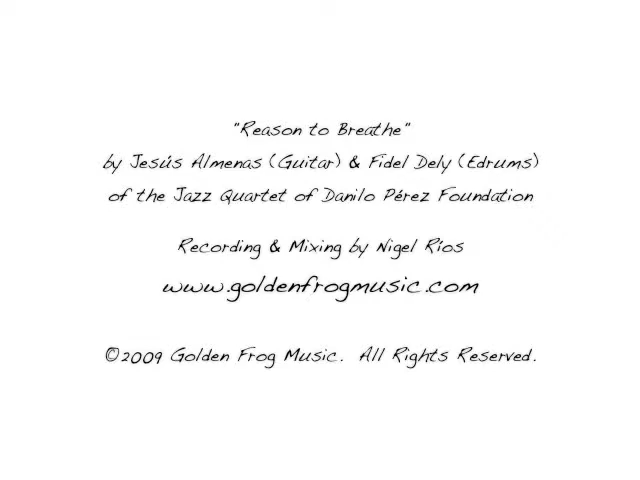 "Reason to Breathe"
by Jesús Almenas (Guitar) & Fidel Dely (Edrums)
of the Jazz Quartet of Danilo Pérez Foundation
Recording & Mixing by Nigel Ríos
www.goldenfrogmusic.com
©2009 Golden Frog Music. All Rights Reserved.